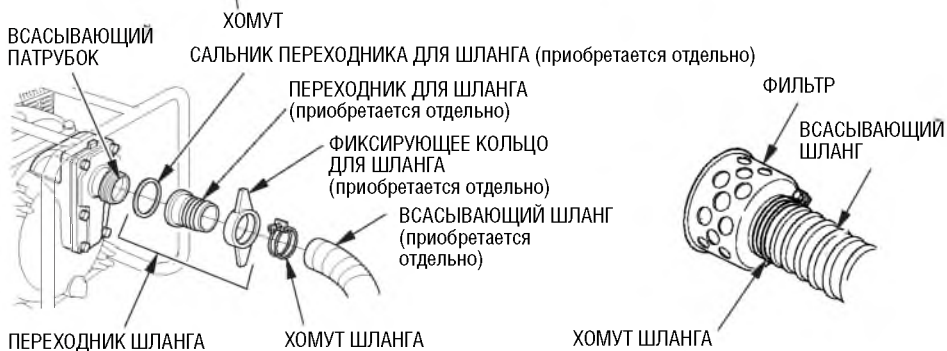 ХОМУТ
ВСАСЫВАЮЩИЙ
ПАТРУБОК
САЛЬНИК ПЕРЕХОДНИКА ДЛЯ ШЛАНГА (приобретается отдельно)
ПЕРЕХОДНИК ДЛЯ ШЛАНГА
(приобретается отдельно)
ФИКСИРУЮЩЕЕ КОЛЬЦО
ДЛЯ ШЛАНГА
(приобретается отдельно)
ВСАСЫВАЮЩИЙ ШЛАНГ
(приобретается
отдельно)
ПЕРЕХОДНИК ШЛАНГА
ХОМУТ ШЛАНГА
ФИЛЬТР
ВСАСЫВАЮЩИЙ
ШЛАНГ
ХОМУТ ШЛАНГА